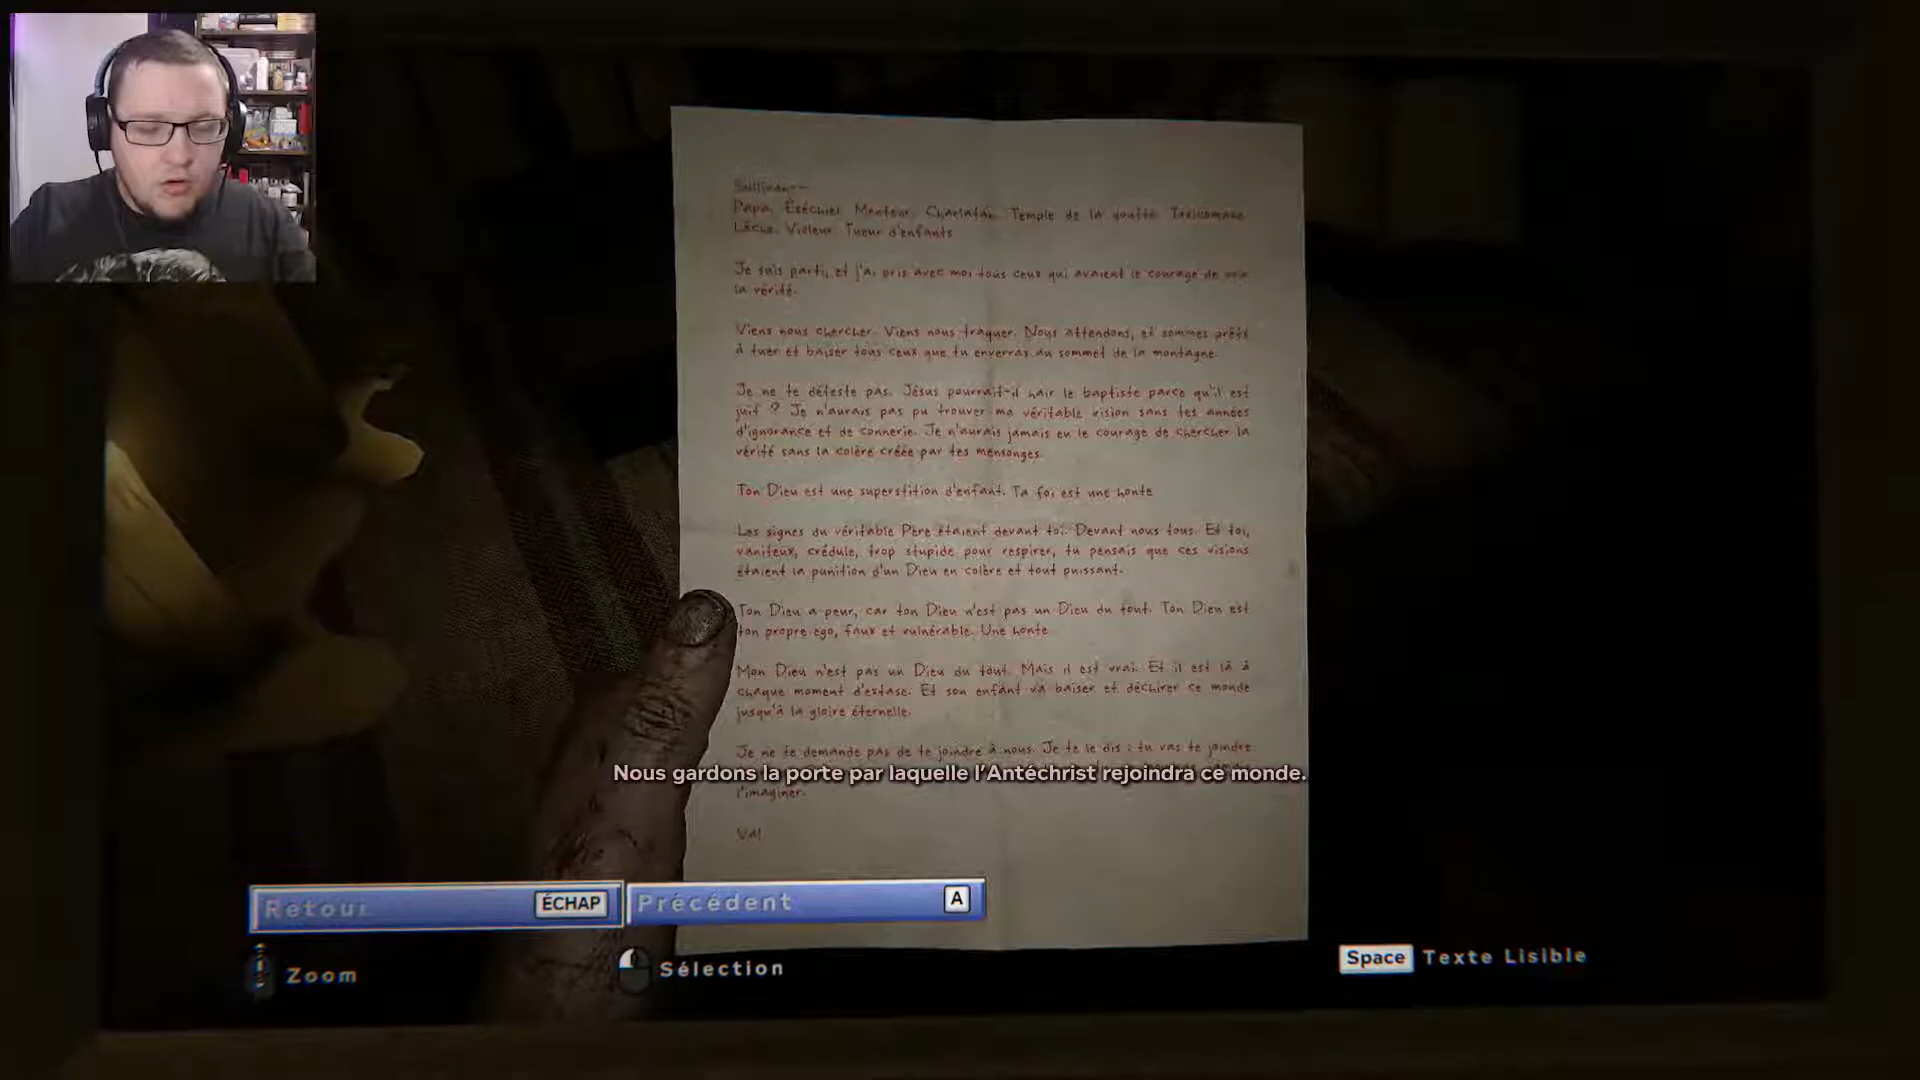 Sullivan--
Papa. Ézéchiel. Menteur. Charlatan. Temple de la goutte. Toxicomane.
Lâche. Violeur. Tueur d'enfants
Je suis parti, et j'ai pris avec moi tous ceux qui avaient le courage de voir
la vérité.
Viens nous chercher. Viens nous traquer. Nous attendons, et sommes prêts
à tuer et baiser tous ceux que tu enverras au sommet de la montagne.
Je ne te déteste pas. Jésus pourrait-il haïr le baptiste parce qu'il est
juif ? Je n'aurais pas pu trouver ma véritable vision sans tes années
d'ignorance et de connerie. Je n'aurais jamais eu le courage de chercher la
vérité sans la colère créée par tes mensonges.
Ton Dieu est une superstition d'enfant. Ta foi est une honte
Les signes du véritable Père étaient devant toi. Devant nous tous. Et toi,
vaniteux, crédule, trop stupide pour respirer, tu pensais que ces visions
étaient la punition d'un Dieu en colère et tout puissant.
Ton Dieu a peur, car ton Dieu n'est pas un Dieu du tout. Ton Dieu est
ton propre ego, faux et vulnérable. Une honte
Mon Dieu n'est pas un Dieu du tout. Mais il est vrai. Et il est là à
chaque moment d'extase. Et son enfant va baiser et déchirer ce monde
jusqu'à la gloire éternelle.
Je ne te demande pas de te joindre à nous. Je te le dis : tu vas te joindre
Nous gardons la porte par laquelle l'Antéchrist rejoindra ce monde.
l'imaginer.
Val
Retour ÉCHAP Précédent A
Zoom Sélection Space Texte Lisible